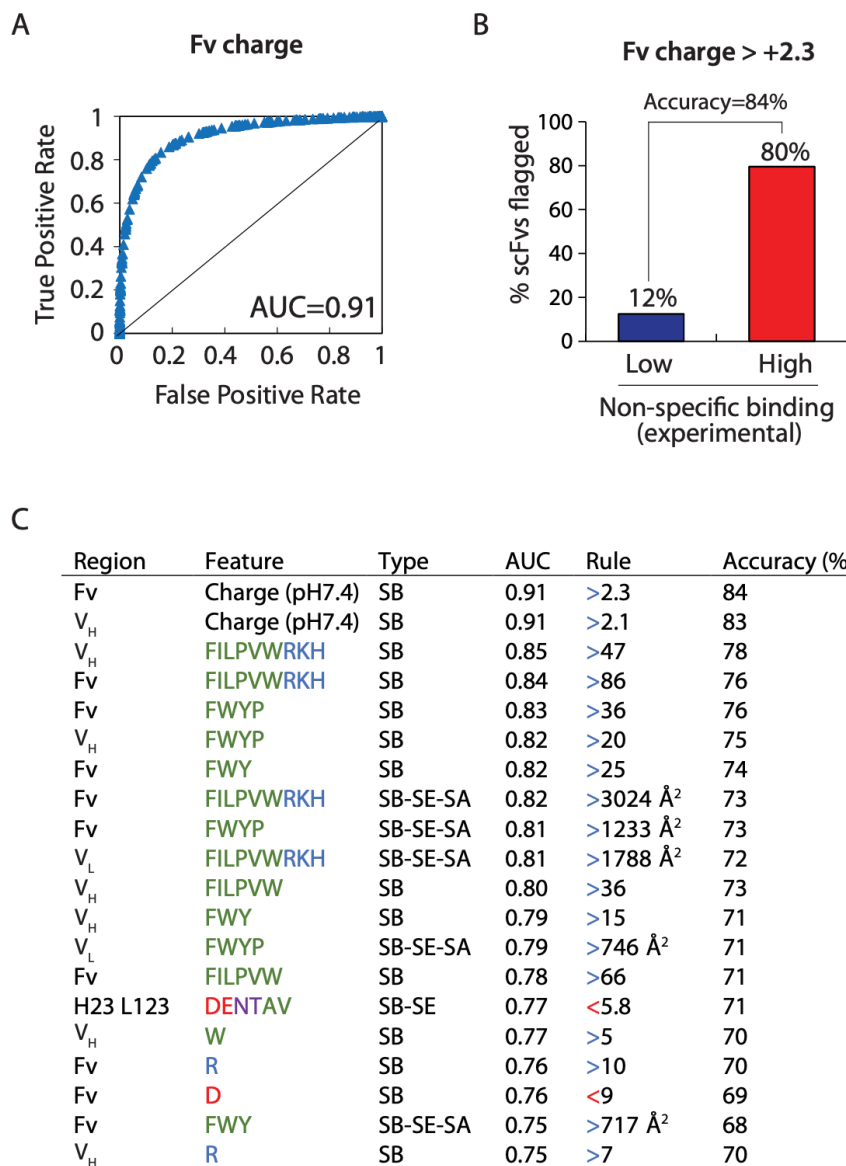 A
Fv charge
True Positive Rate
1
0.8
0.6
0.4
0.2
0
AUC=0.91
0 0.2 0.4 0.6 0.8 1
False Positive Rate
B
Fv charge > +2.3
Accuracy=84%
% scFvs flagged
100
80
60
40
20
0
12%
80%
Low High
Non-specific binding
(experimental)
C
Region Feature Type AUC Rule Accuracy (%
Fv Charge (pH7.4) SB 0.91 >2.3 84
VH Charge (pH7.4) SB 0.91 >2.1 83
VH FILPVWRKH SB 0.85 >47 78
Fv FILPVWRKH SB 0.84 >86 76
Fv FWYP SB 0.83 >36 76
VH FWYP SB 0.82 >20 75
Fv FWY SB 0.82 >25 74
Fv FILPVWRKH SB-SE-SA 0.82 >3024 Å² 73
Fv FWYP SB-SE-SA 0.81 >1233 Å² 73
VL FILPVWRKH SB-SE-SA 0.81 >1788 Å² 72
VH FILPVW SB 0.80 >36 73
VH FWY SB 0.79 >15 71
VL FWYP SB-SE-SA 0.79 >746 Å² 71
Fv FILPVW SB 0.78 >66 71
H23 L123 DENTAV SB-SE 0.77 <5.8 71
VH W SB 0.77 >5 70
Fv R SB 0.76 >10 70
Fv D SB 0.76 <9 69
Fv FWY SB-SE-SA 0.75 >717 Å² 68
VH R SB 0.75 >7 70